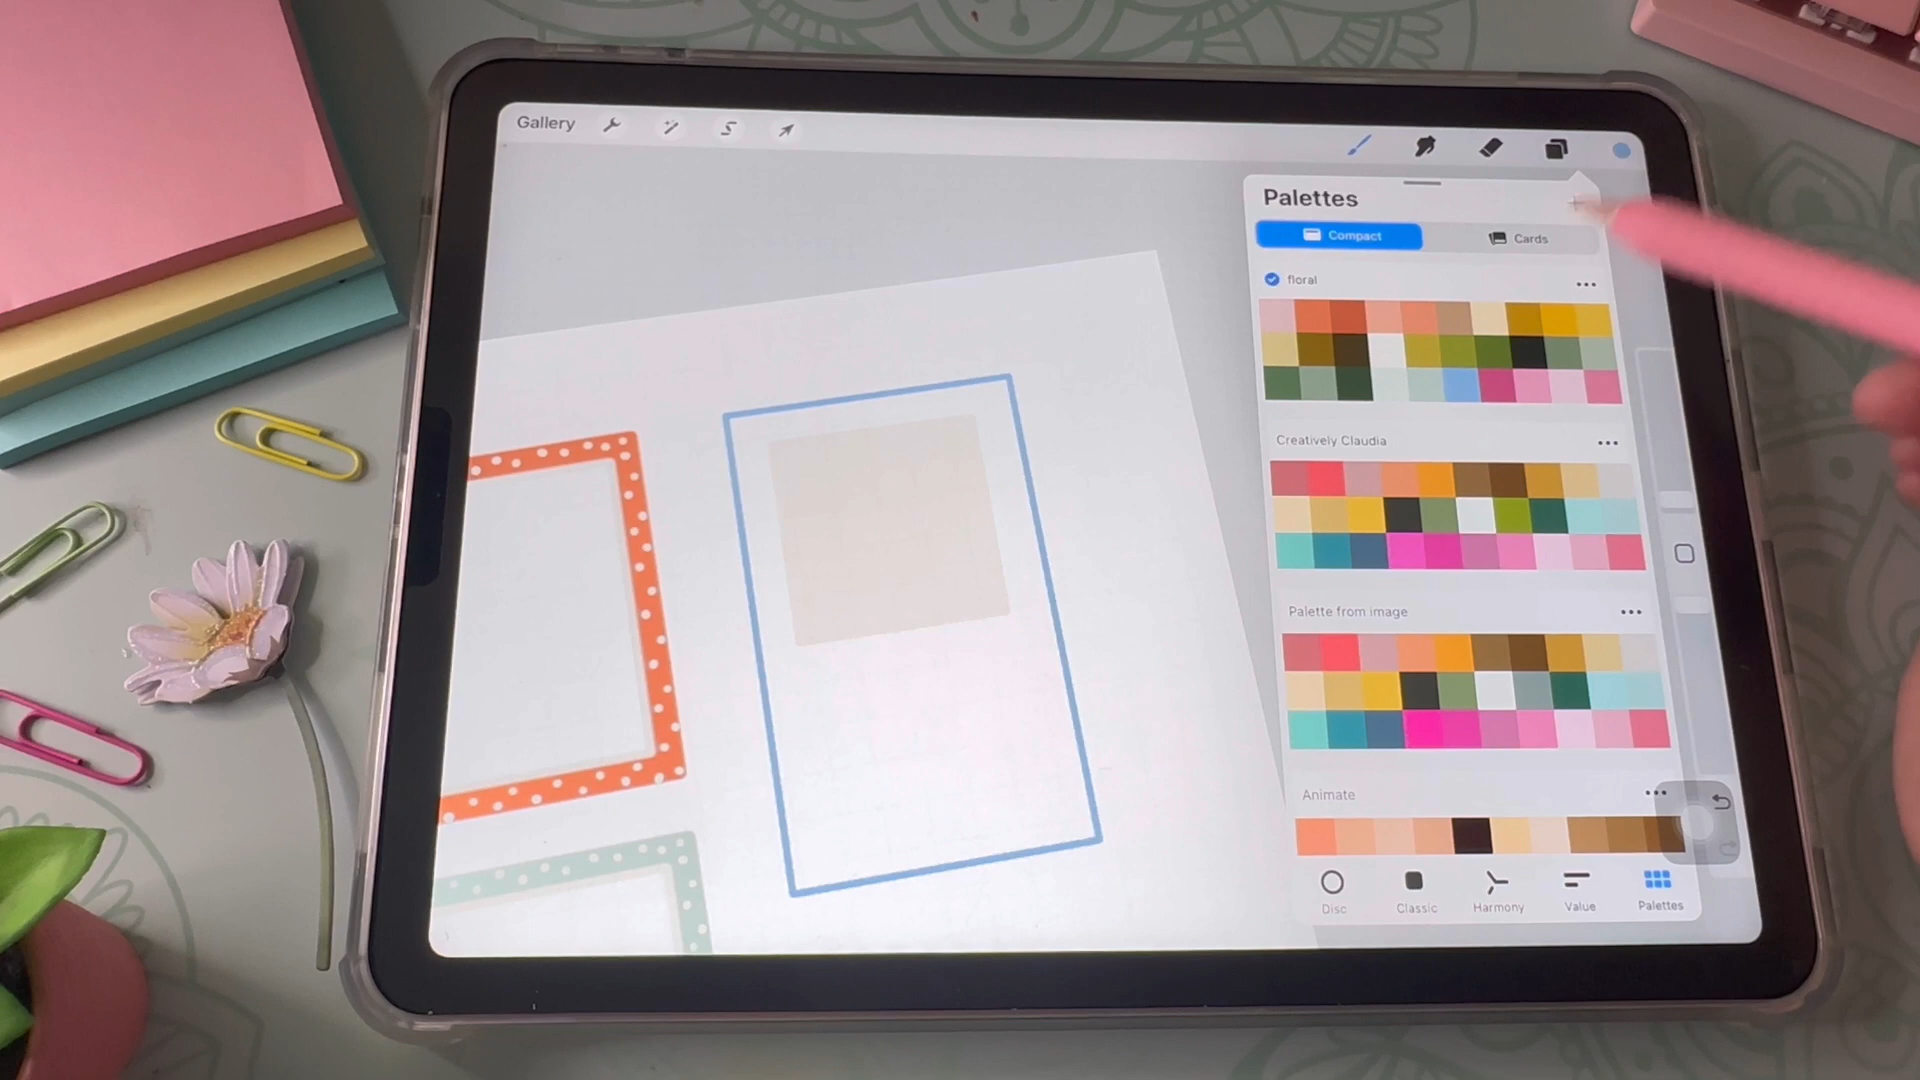 Gallery
Palettes
Compact
Cards
floral
Creatively Claudia
Palette from image
Animate
Disc
Classic
Harmony
Value
Palettes